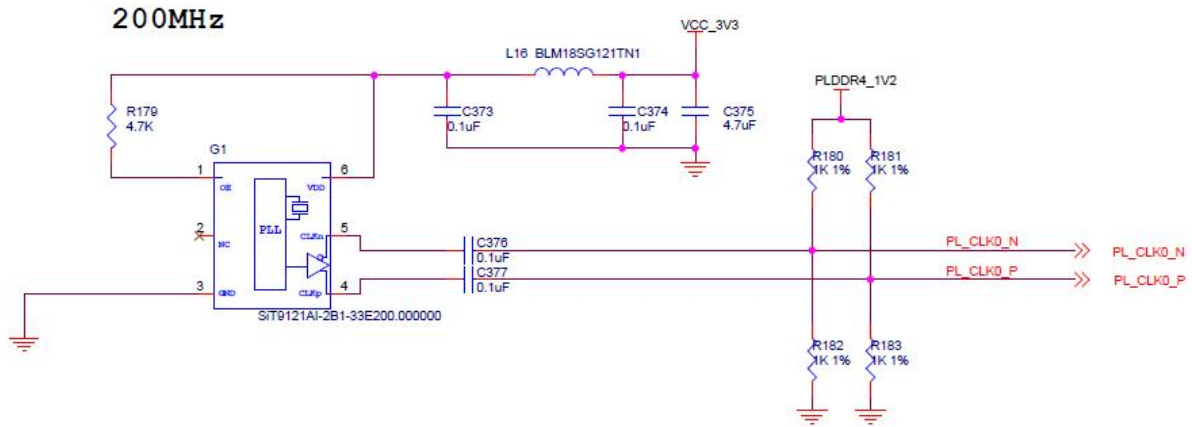 200MHz
VCC_3V3
L16 BLM18SG121TN1
PLDDR4_1V2
R179
4.7K
C373
0.1uF
C374
0.1uF
C375
4.7uF
G1
R180
1K 1%
R181
1K 1%
1
OE
VDD
6
PLL
2
NC
CLKn
5
C376
0.1uF
PL_CLK0_N
PL_CLK0_N
3
GND
CLKp
4
C377
0.1uF
PL_CLK0_P
PL_CLK0_P
SiT9121AI-2B1-33E200.000000
R182
1K 1%
R183
1K 1%